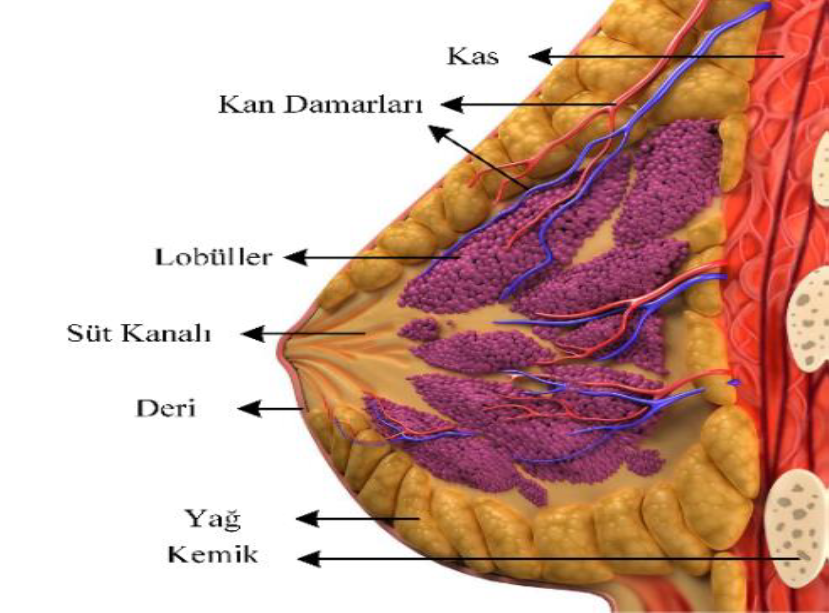 Kas
Kan Damarları
Lobüller
Süt Kanalı
Deri
Yağ
Kemik